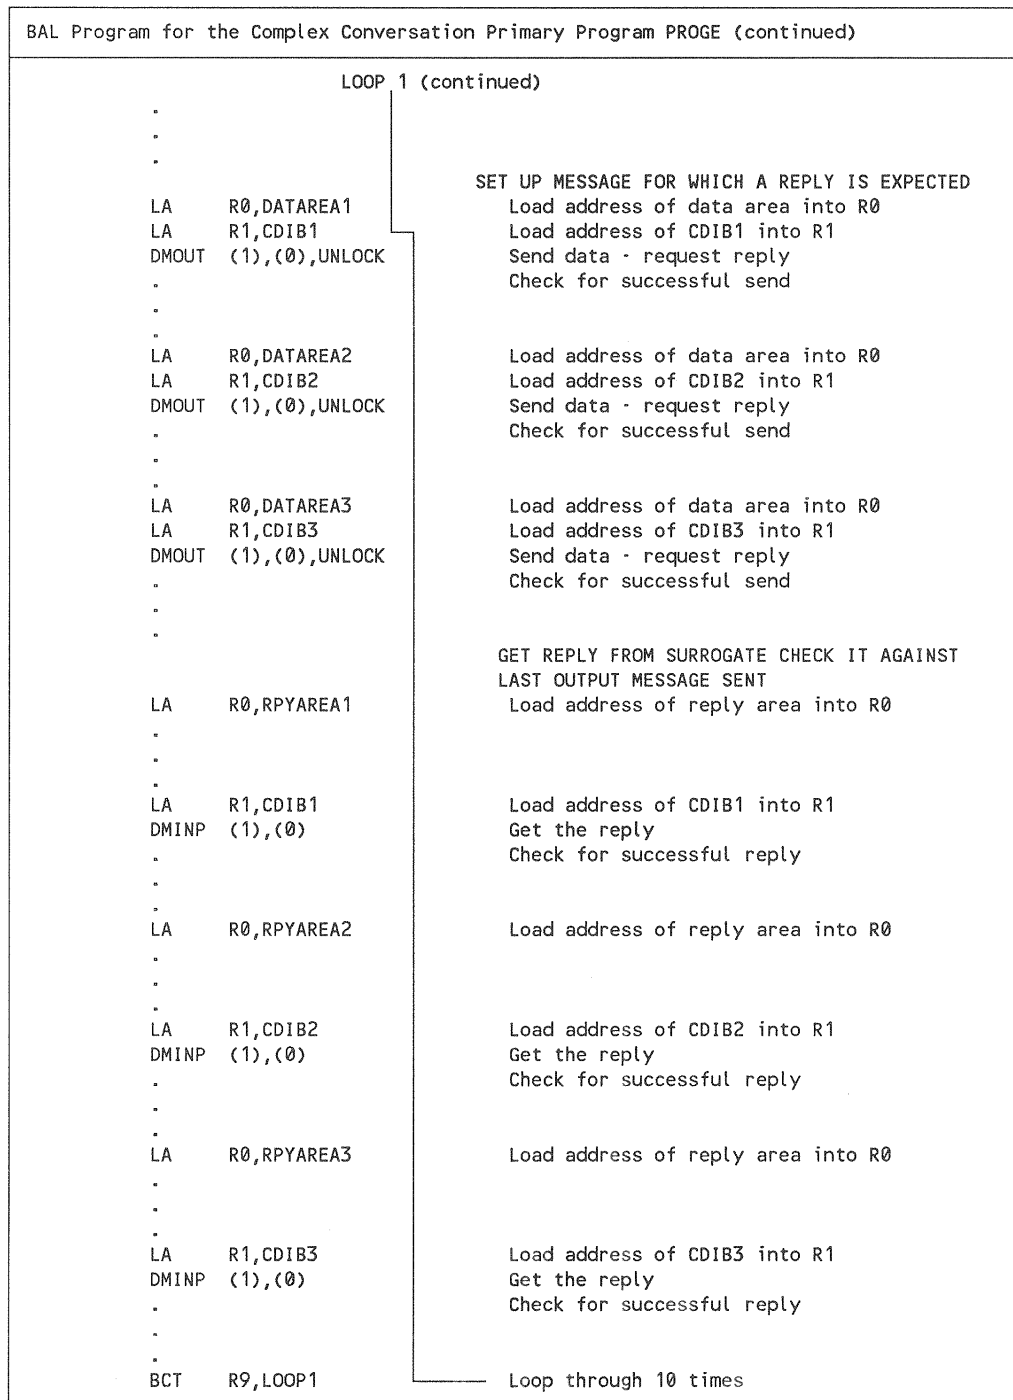 BAL Program for the Complex Conversation Primary Program PROGE (continued)
LOOP 1 (continued)
.
.
.
SET UP MESSAGE FOR WHICH A REPLY IS EXPECTED
LA R0,DATAREA1 Load address of data area into R0
LA R1,CDIB1 Load address of CDIB1 into R1
DMOUT (1),(0),UNLOCK Send data - request reply
. Check for successful send
.
.
LA R0,DATAREA2 Load address of data area into R0
LA R1,CDIB2 Load address of CDIB2 into R1
DMOUT (1),(0),UNLOCK Send data - request reply
. Check for successful send
.
.
LA R0,DATAREA3 Load address of data area into R0
LA R1,CDIB3 Load address of CDIB3 into R1
DMOUT (1),(0),UNLOCK Send data - request reply
. Check for successful send
.
.
GET REPLY FROM SURROGATE CHECK IT AGAINST
LAST OUTPUT MESSAGE SENT
LA R0,RPYAREA1 Load address of reply area into R0
.
.
.
LA R1,CDIB1 Load address of CDIB1 into R1
DMINP (1),(0) Get the reply
. Check for successful reply
.
.
LA R0,RPYAREA2 Load address of reply area into R0
.
.
.
LA R1,CDIB2 Load address of CDIB2 into R1
DMINP (1),(0) Get the reply
. Check for successful reply
.
.
LA R0,RPYAREA3 Load address of reply area into R0
.
.
.
LA R1,CDIB3 Load address of CDIB3 into R1
DMINP (1),(0) Get the reply
. Check for successful reply
.
.
BCT R9,LOOP1 Loop through 10 times